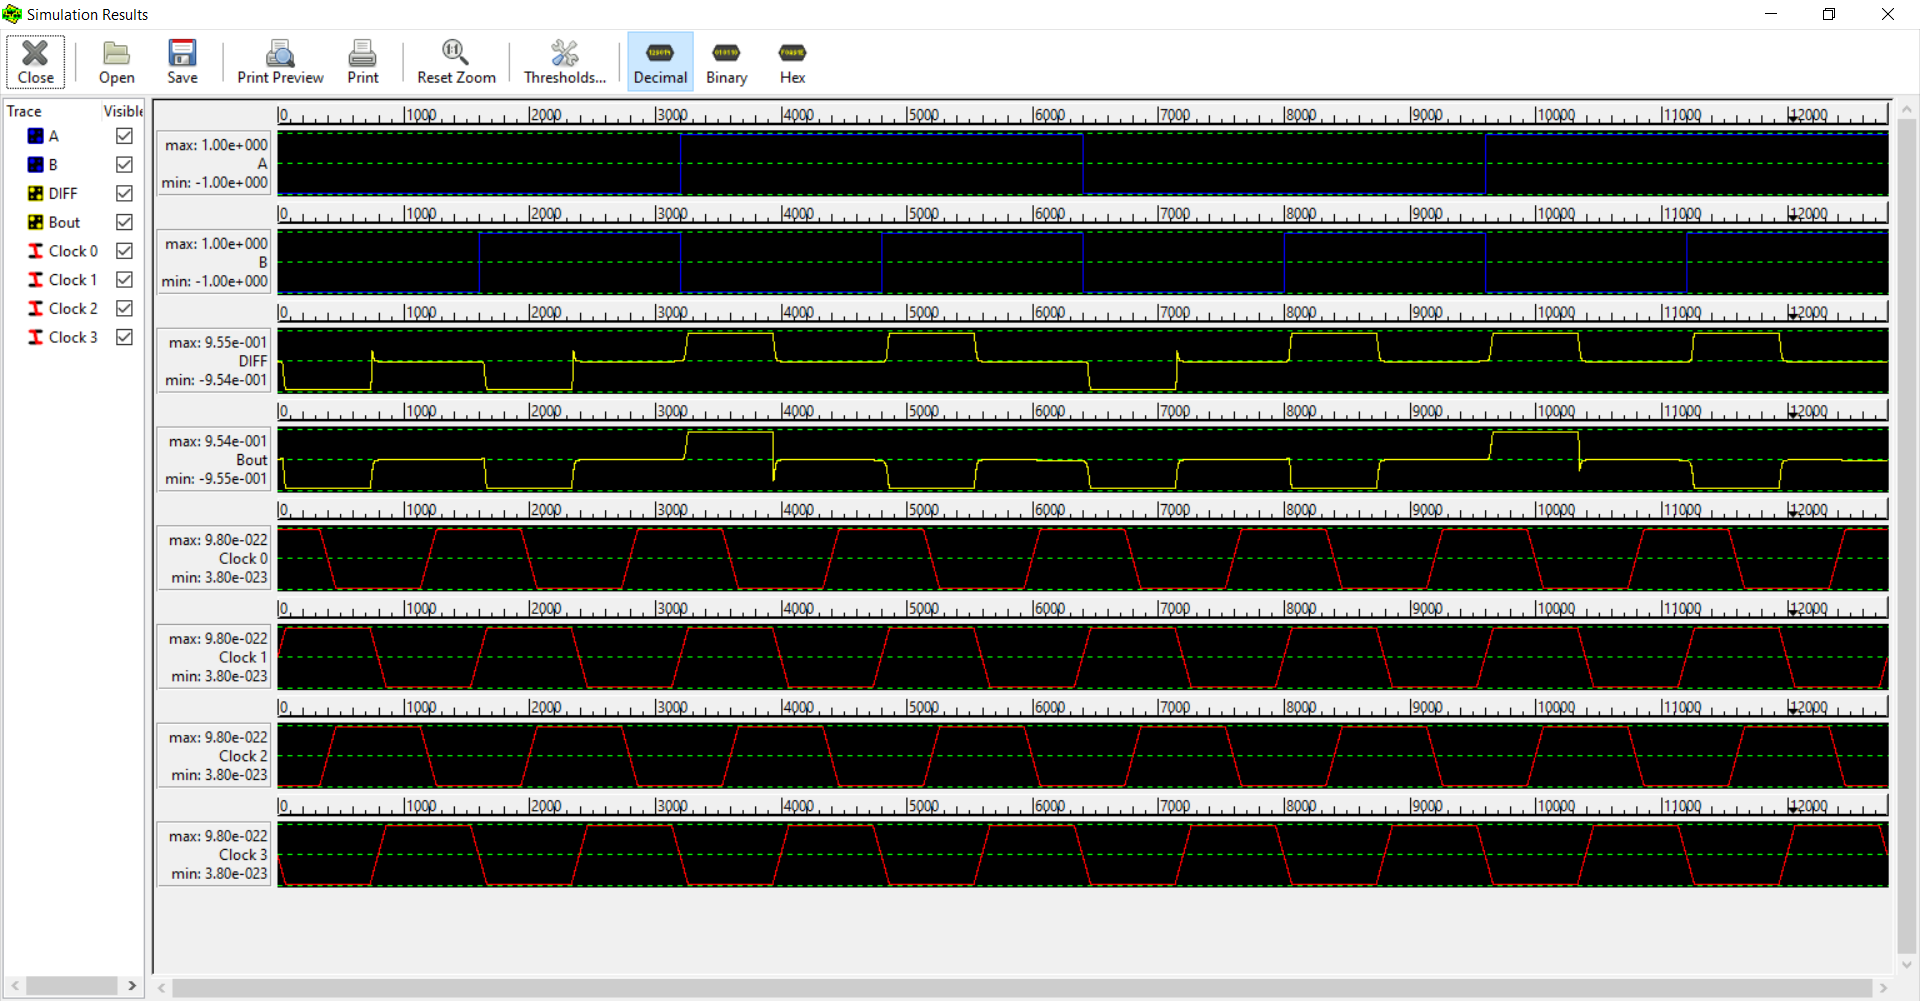 Simulation Results
Close Open Save Print Preview Print Reset Zoom Thresholds... Decimal Binary Hex
Trace Visible
A
B
DIFF
Bout
Clock 0
Clock 1
Clock 2
Clock 3
0 1000 2000 3000 4000 5000 6000 7000 8000 9000 10000 11000 12000
max: 1.00e+000
A
min: -1.00e+000
0 1000 2000 3000 4000 5000 6000 7000 8000 9000 10000 11000 12000
max: 1.00e+000
B
min: -1.00e+000
0 1000 2000 3000 4000 5000 6000 7000 8000 9000 10000 11000 12000
max: 9.55e-001
DIFF
min: -9.54e-001
0 1000 2000 3000 4000 5000 6000 7000 8000 9000 10000 11000 12000
max: 9.54e-001
Bout
min: -9.55e-001
0 1000 2000 3000 4000 5000 6000 7000 8000 9000 10000 11000 12000
max: 9.80e-022
Clock 0
min: 3.80e-023
0 1000 2000 3000 4000 5000 6000 7000 8000 9000 10000 11000 12000
max: 9.80e-022
Clock 1
min: 3.80e-023
0 1000 2000 3000 4000 5000 6000 7000 8000 9000 10000 11000 12000
max: 9.80e-022
Clock 2
min: 3.80e-023
0 1000 2000 3000 4000 5000 6000 7000 8000 9000 10000 11000 12000
max: 9.80e-022
Clock 3
min: 3.80e-023